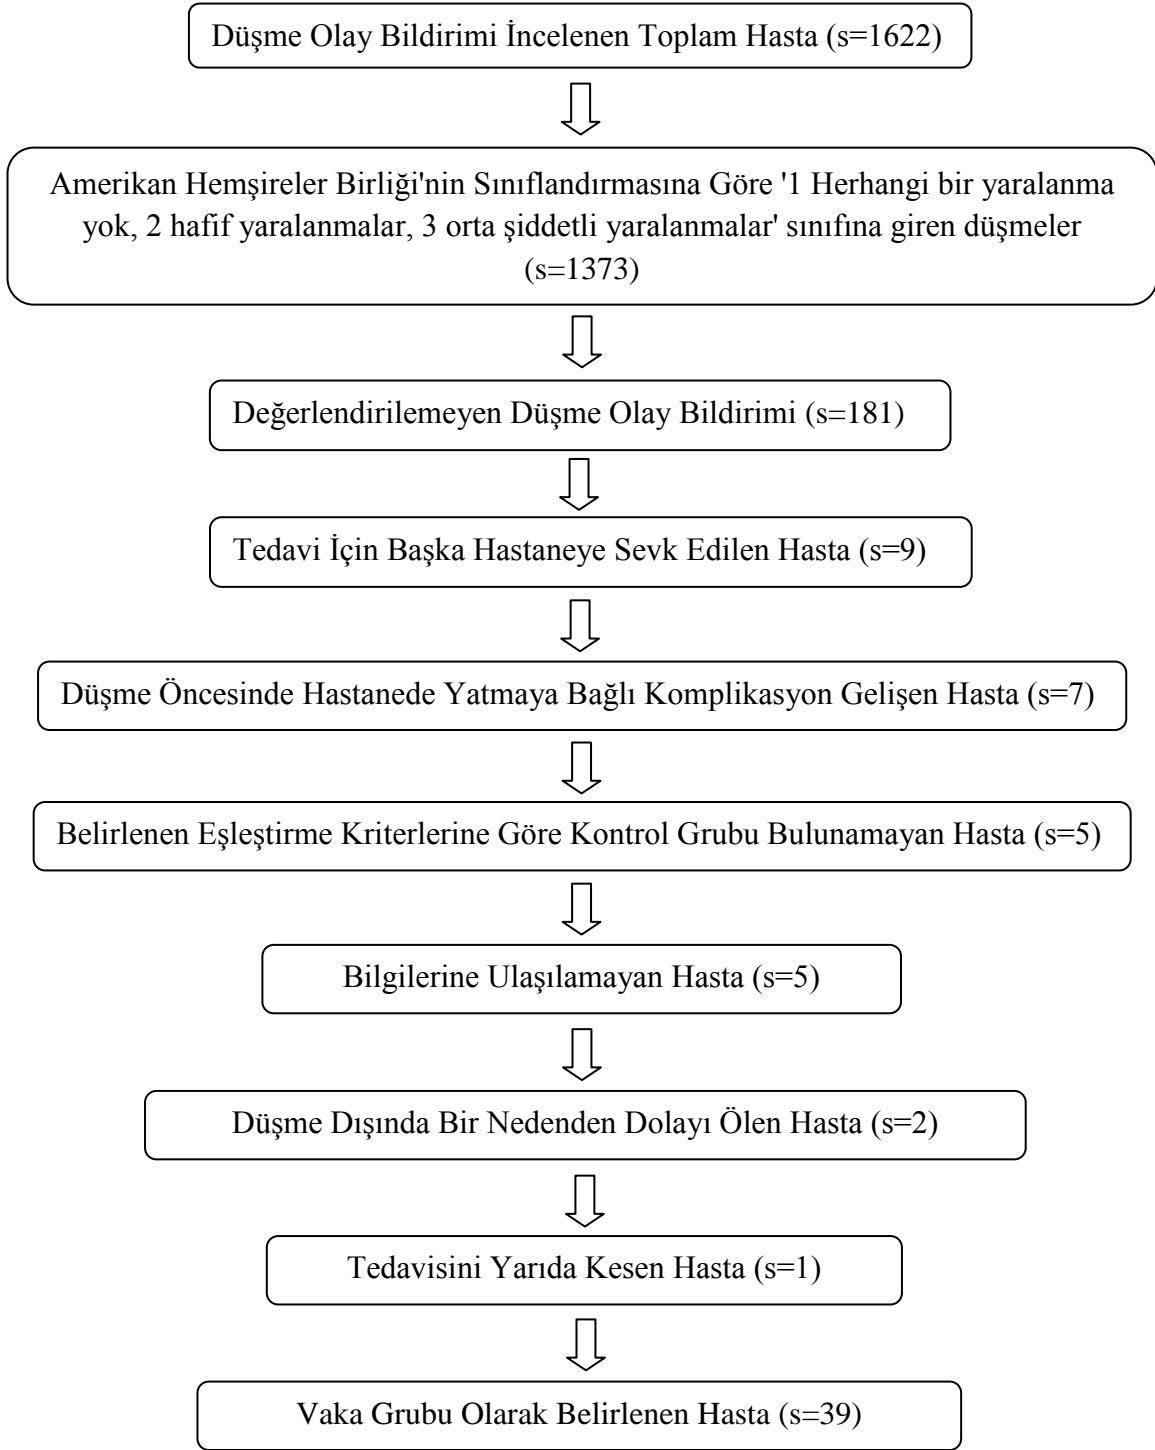 Düşme Olay Bildirimi İncelenen Toplam Hasta (s=1622)
Amerikan Hemşireler Birliği'nin Sınıflandırmasına Göre '1 Herhangi bir yaralanma
yok, 2 hafif yaralanmalar, 3 orta şiddetli yaralanmalar' sınıfına giren düşmeler
(s=1373)
Değerlendirilemeyen Düşme Olay Bildirimi (s=181)
Tedavi İçin Başka Hastaneye Sevk Edilen Hasta (s=9)
Düşme Öncesinde Hastanede Yatmaya Bağlı Komplikasyon Gelişen Hasta (s=7)
Belirlenen Eşleştirme Kriterlerine Göre Kontrol Grubu Bulunamayan Hasta (s=5)
Bilgilerine Ulaşılamayan Hasta (s=5)
Düşme Dışında Bir Nedenden Dolayı Ölen Hasta (s=2)
Tedavisini Yarıda Kesen Hasta (s=1)
Vaka Grubu Olarak Belirlenen Hasta (s=39)